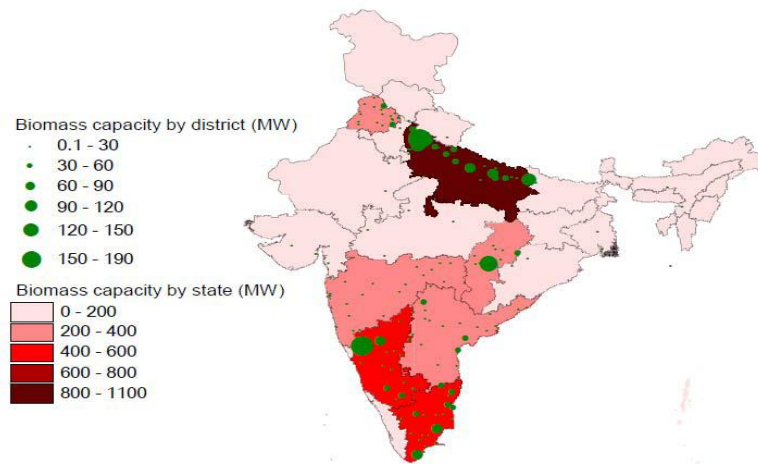 Biomass capacity by district (MW)
0.1 - 30
30 - 60
60 - 90
90 - 120
120 - 150
150 - 190
Biomass capacity by state (MW)
0 - 200
200 - 400
400 - 600
600 - 800
800 - 1100